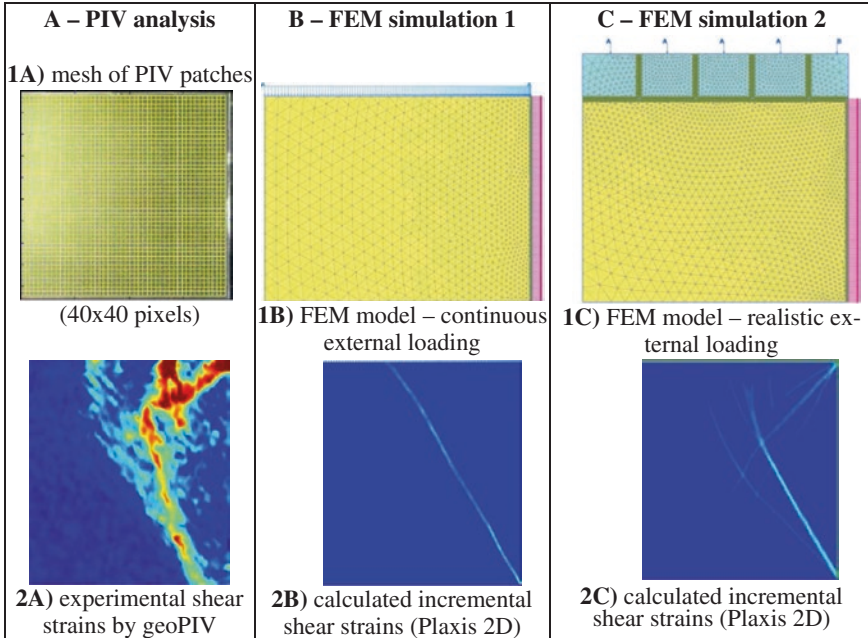 A – PIV analysis
1A) mesh of PIV patches
(40x40 pixels)
2A) experimental shear
strains by geoPIV
B – FEM simulation 1
1B) FEM model – continuous
external loading
2B) calculated incremental
shear strains (Plaxis 2D)
C – FEM simulation 2
1C) FEM model – realistic ex-
ternal loading
2C) calculated incremental
shear strains (Plaxis 2D)